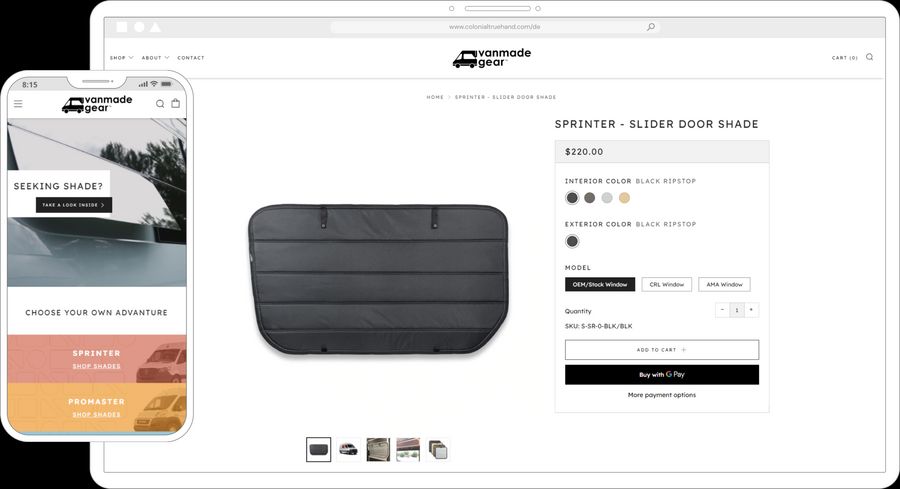 www.colonialtruehand.com/de
SHOP ABOUT CONTACT
vanmade
gear™
CART (0)
HOME > SPRINTER - SLIDER DOOR SHADE
SPRINTER - SLIDER DOOR SHADE
$220.00
INTERIOR COLOR BLACK RIPSTOP
EXTERIOR COLOR BLACK RIPSTOP
MODEL
OEM/Stock Window CRL Window AMA Window
Quantity - 1 +
SKU: S-SR-0-BLK/BLK
ADD TO CART +
Buy with G Pay
More payment options
8:15
vanmade
gear
SEEKING SHADE?
TAKE A LOOK INSIDE >
CHOOSE YOUR OWN ADVANTURE
SPRINTER
SHOP SHADES
PROMASTER
SHOP SHADES